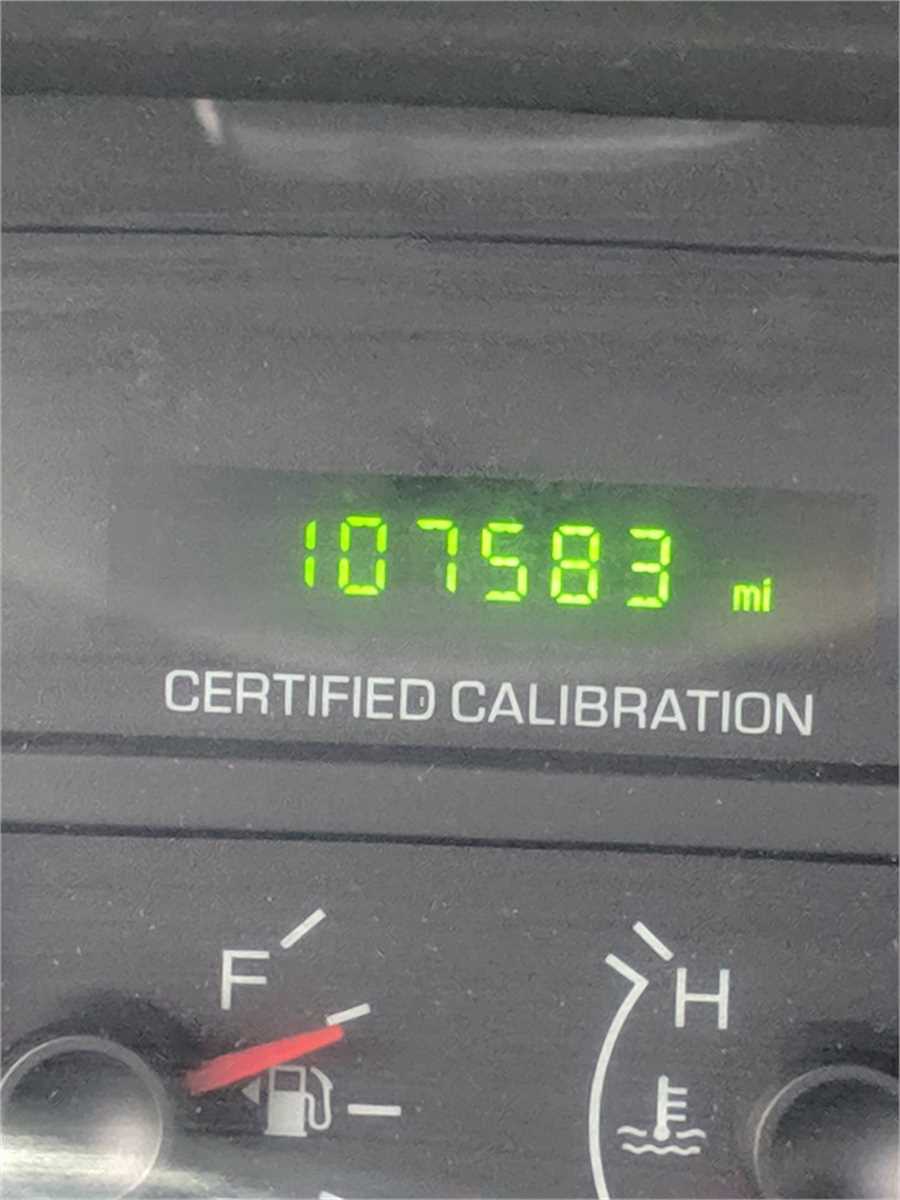 107583 mi
CERTIFIED CALIBRATION
F
H